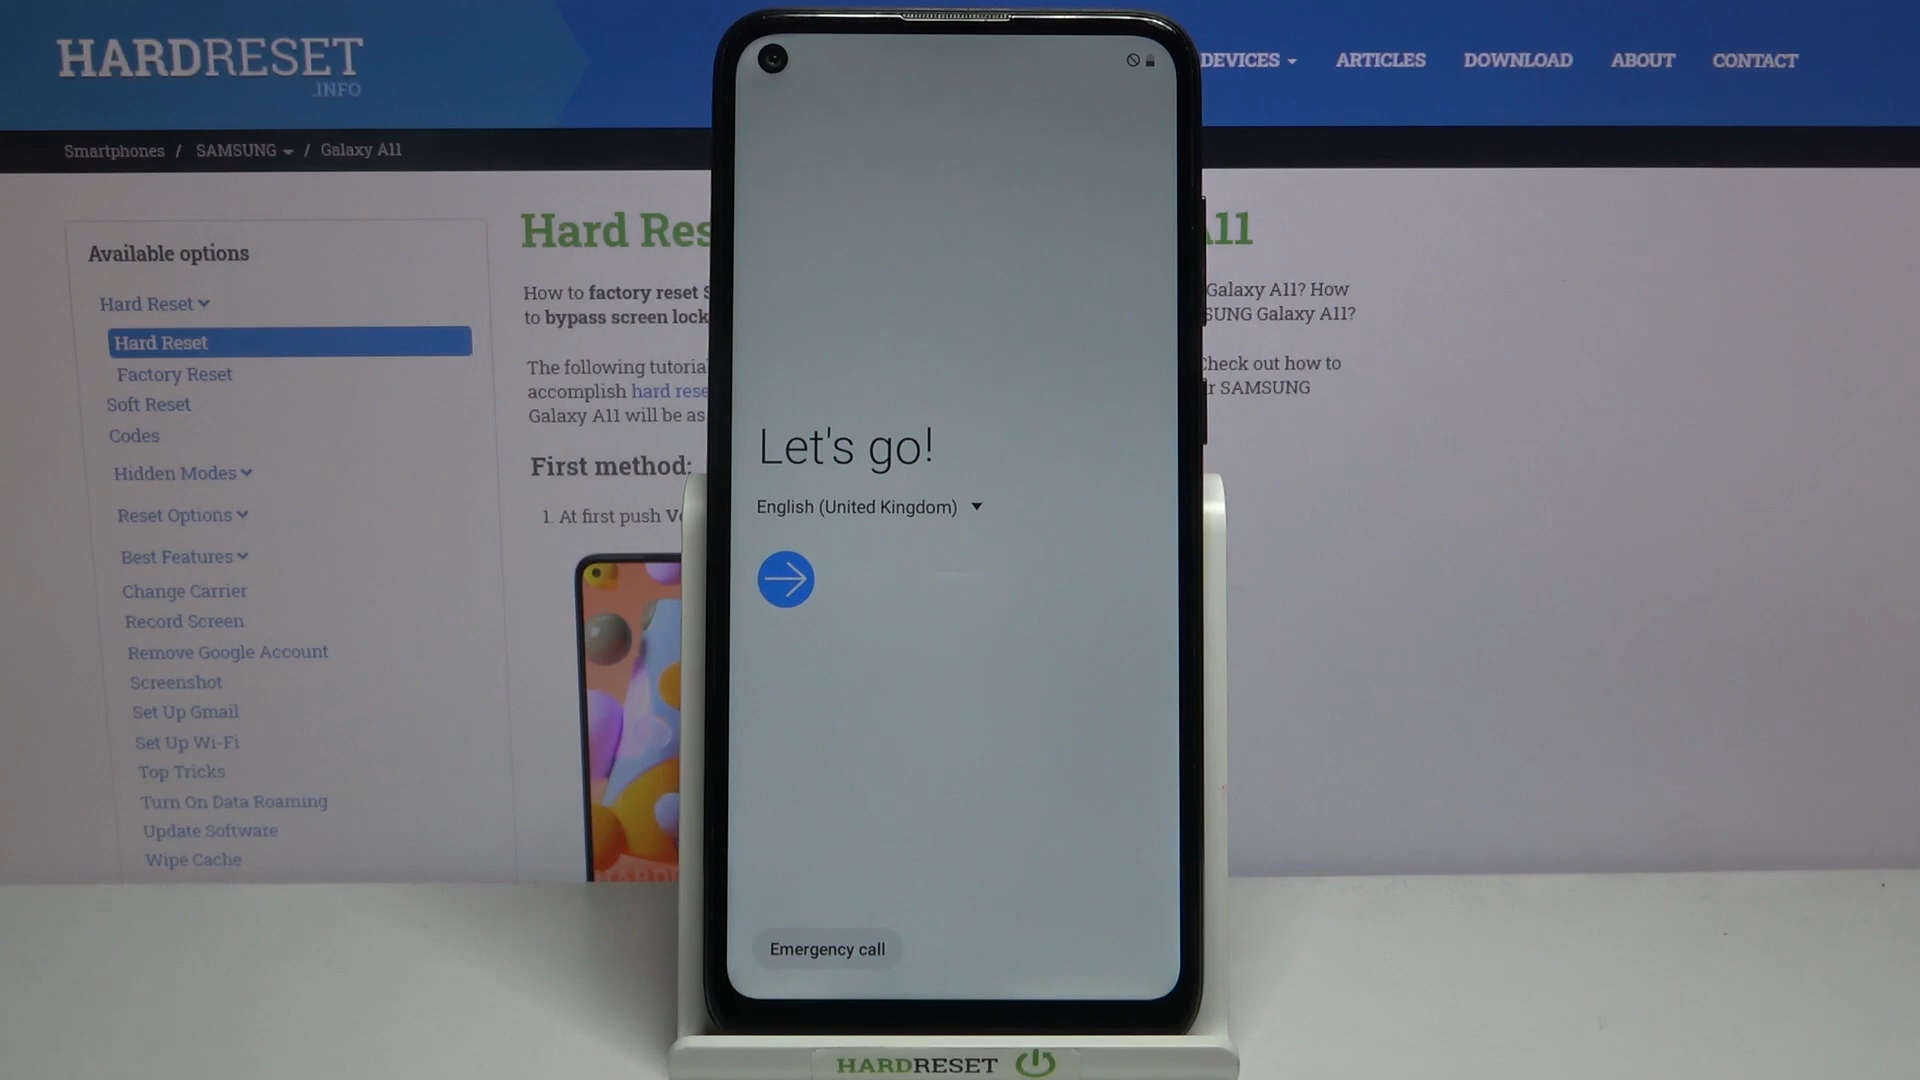 HARDRESET
.INFO
DEVICES
ARTICLES
DOWNLOAD
ABOUT
CONTACT
Smartphones / SAMSUNG / Galaxy A11
Available options
Hard Reset
Hard Reset
Factory Reset
Soft Reset
Codes
Hidden Modes
Reset Options
Best Features
Change Carrier
Record Screen
Remove Google Account
Screenshot
Set Up Gmail
Set Up Wi-Fi
Top Tricks
Turn On Data Roaming
Update Software
Wipe Cache
Hard Res
A11
How to factory reset S
Galaxy A11? How
to bypass screen lock
SUNG Galaxy A11?
The following tutoria
Check out how to
accomplish hard rese
r SAMSUNG
Galaxy A11 will be as
First method:
1. At first push Vo
Let's go!
English (United Kingdom)
Emergency call
HARDRESET